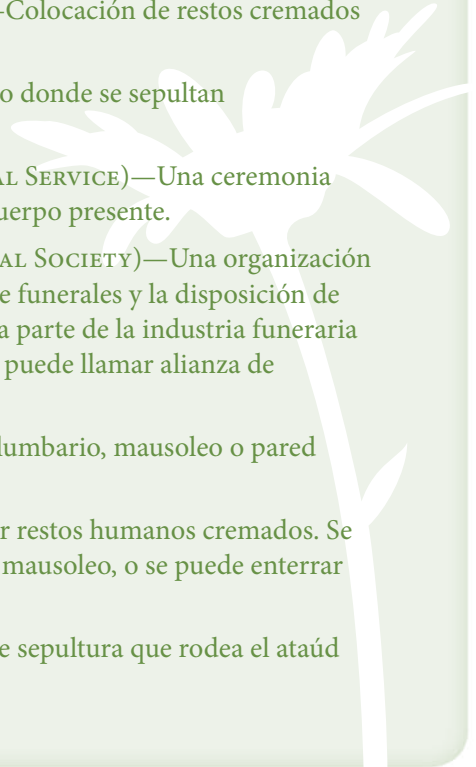 -Colocación de restos cremados
o donde se sepultan
al Service)—Una ceremonia
uerpo presente.
al Society)—Una organización
e funerales y la disposición de
a parte de la industria funeraria
puede llamar alianza de
lumbario, mausoleo o pared
r restos humanos cremados. Se
mausoleo, o se puede enterrar
e sepultura que rodea el ataúd